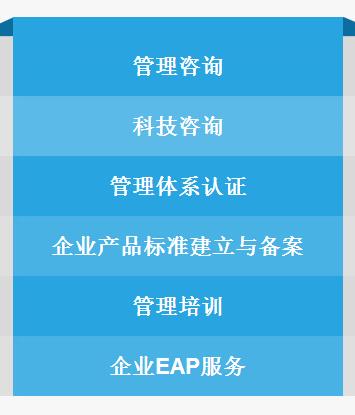 管理咨询
科技咨询
管理体系认证
企业产品标准建立与备案
管理培训
企业EAP服务